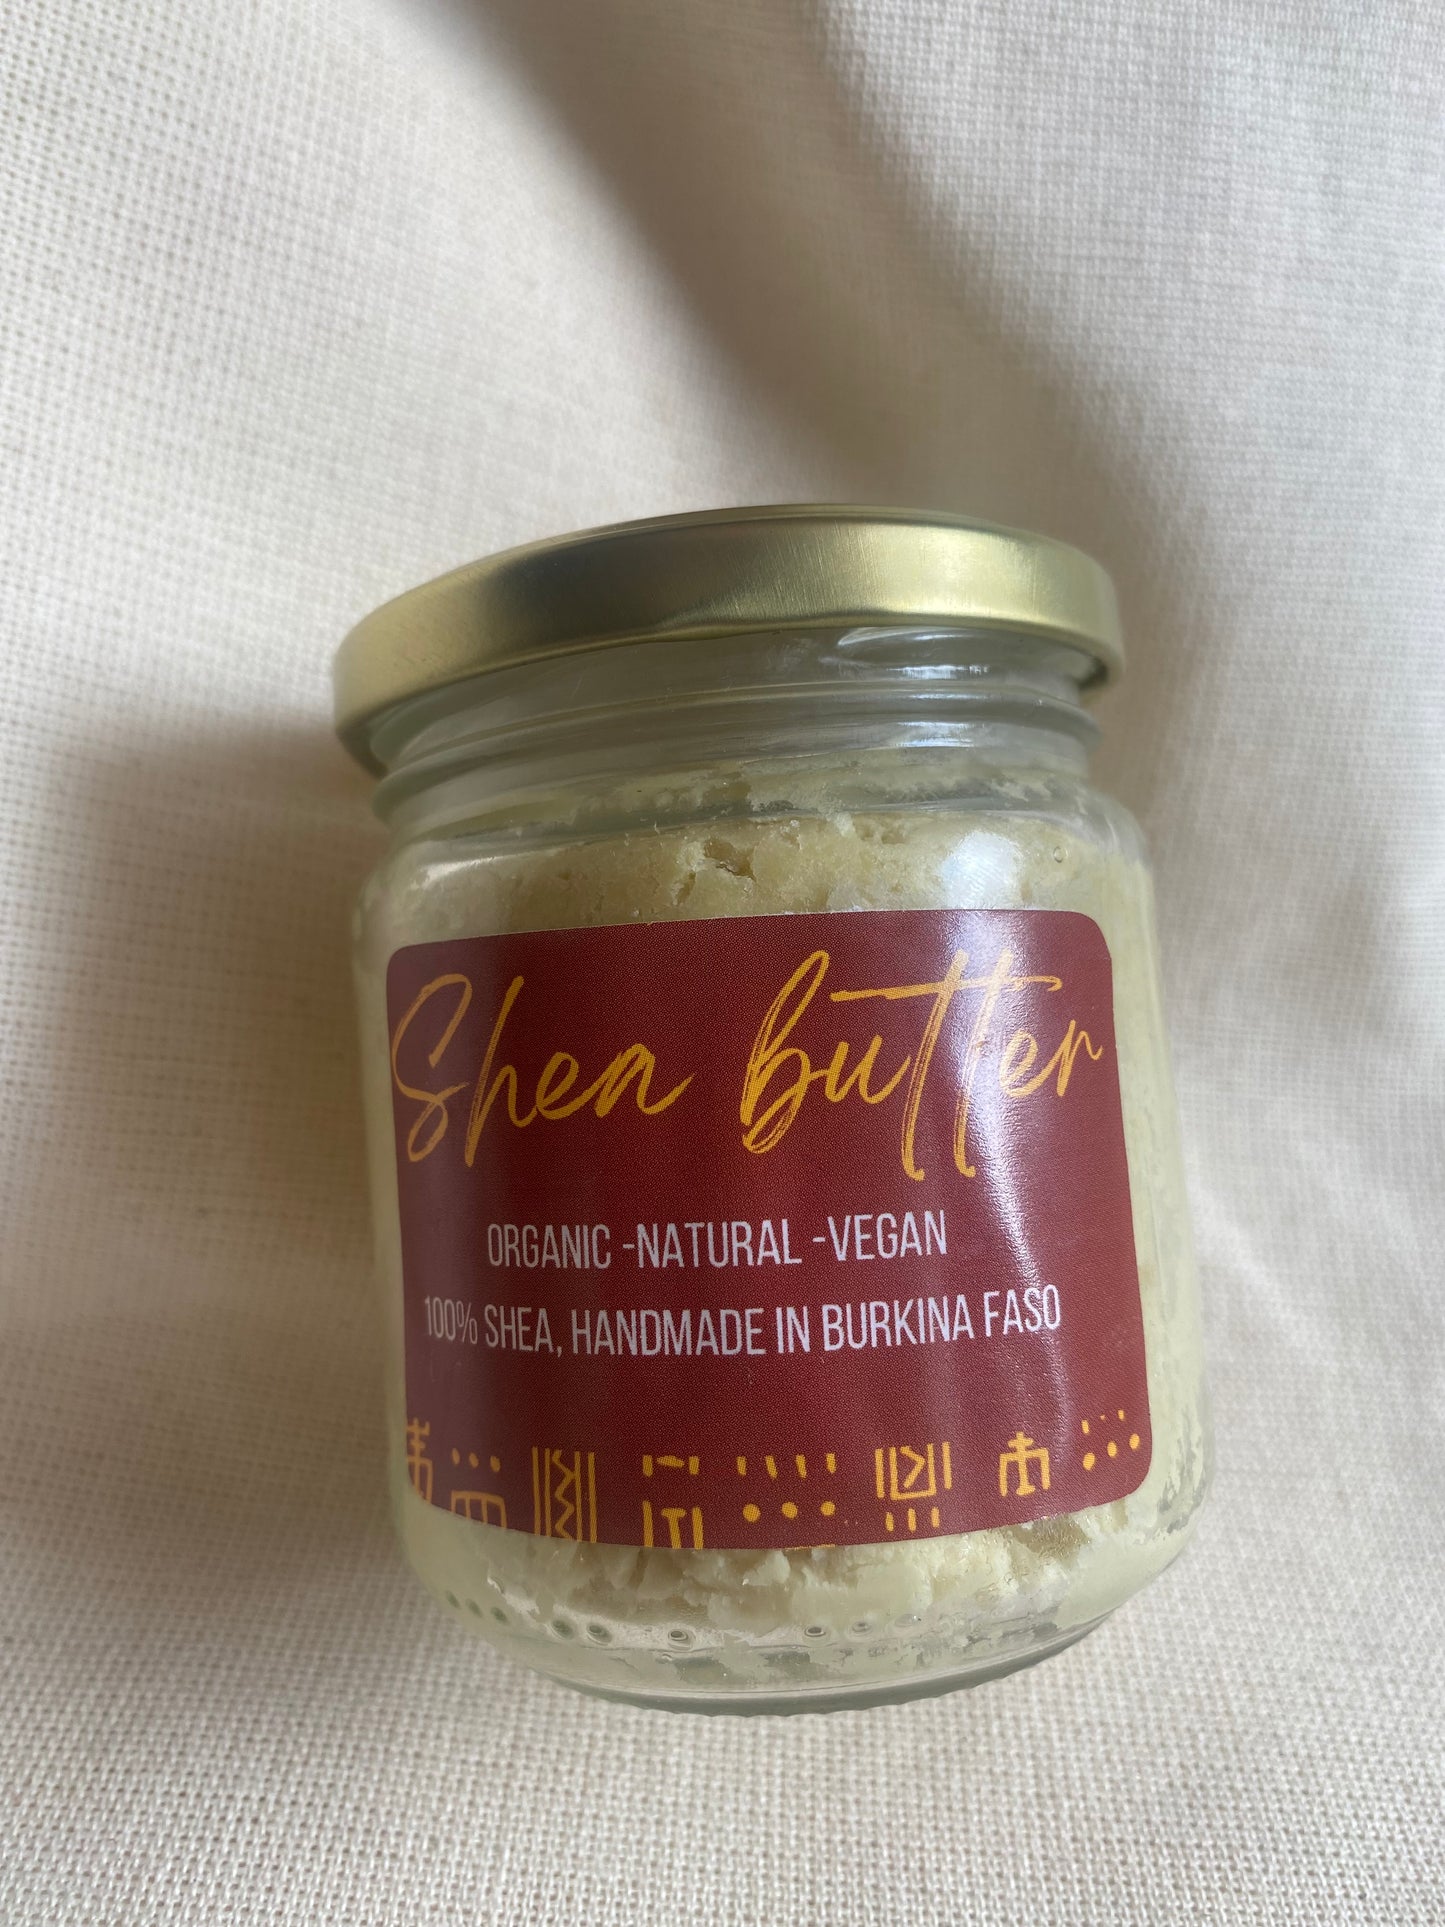 Shea butter
ORGANIC -NATURAL -VEGAN
100% SHEA, HANDMADE IN BURKINA FASO